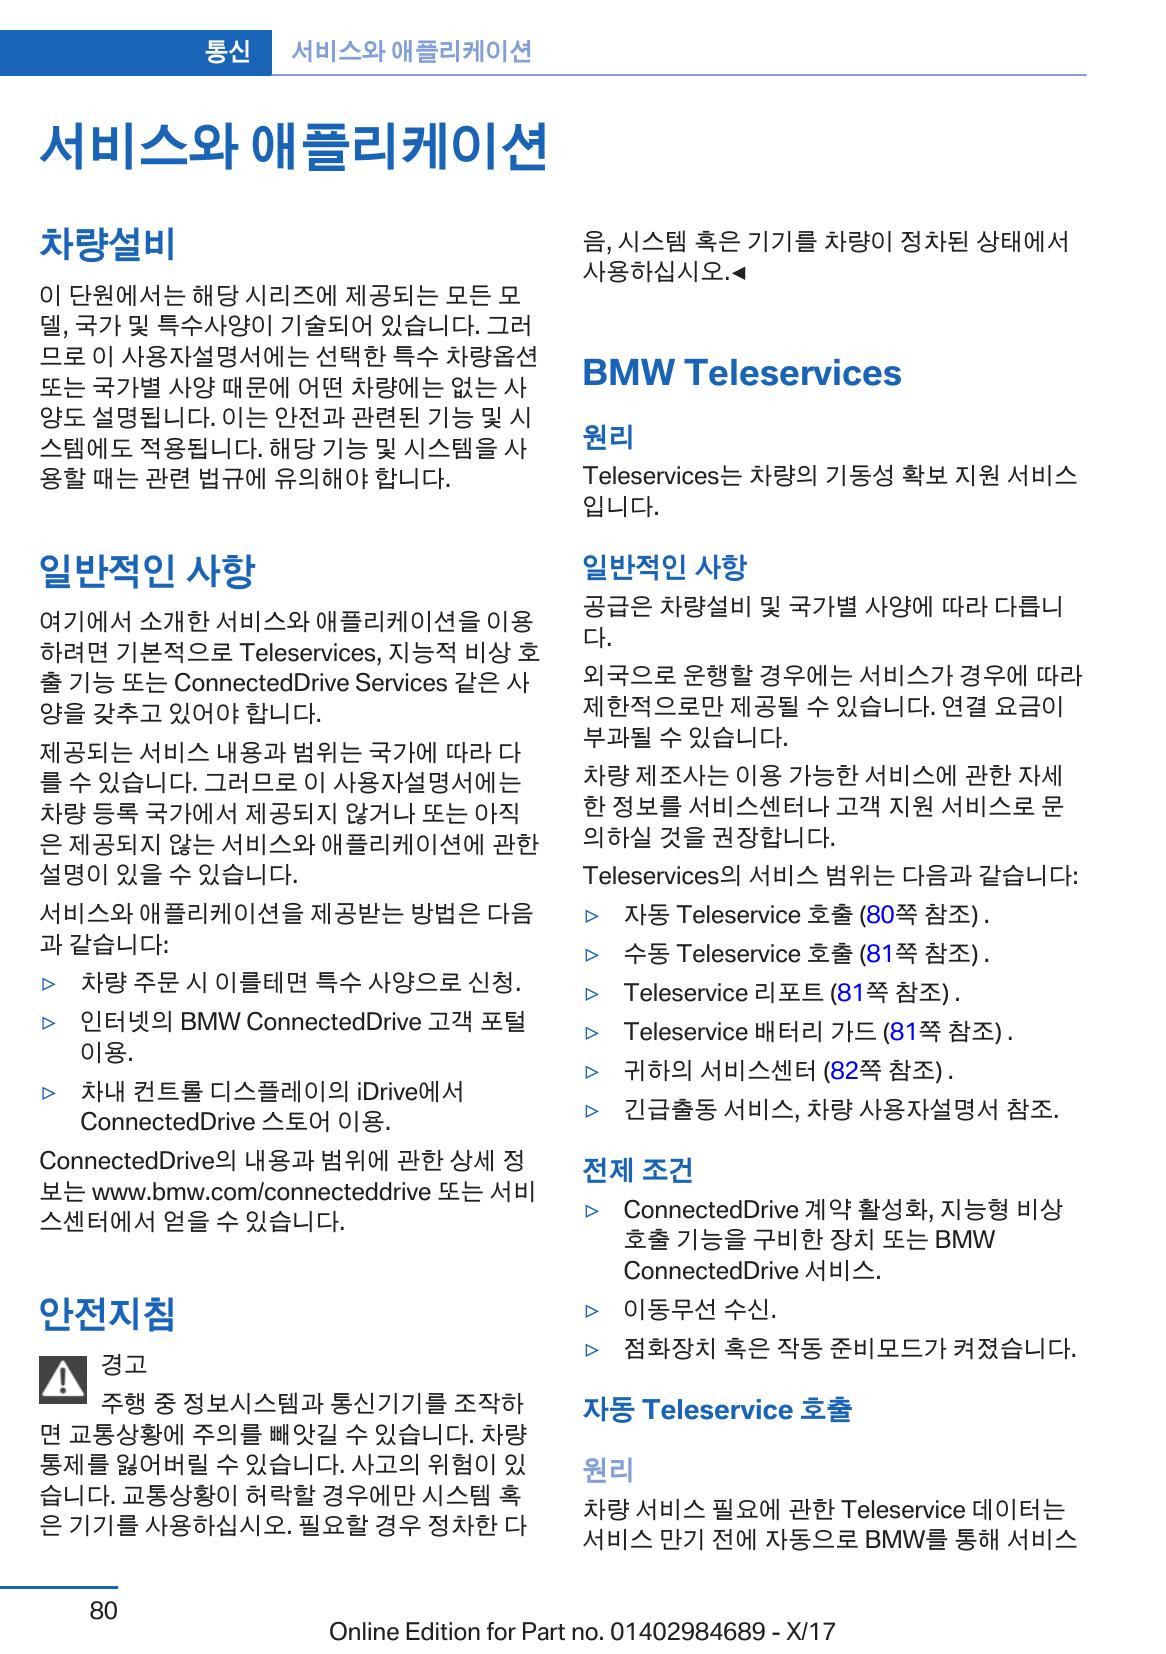 통신 서비스와 애플리케이션
서비스와 애플리케이션
차량설비
이 단원에서는 해당 시리즈에 제공되는 모든 모
델, 국가 및 특수사양이 기술되어 있습니다. 그러
므로 이 사용자설명서에는 선택한 특수 차량옵션
또는 국가별 사양 때문에 어떤 차량에는 없는 사
양도 설명됩니다. 이는 안전과 관련된 기능 및 시
스템에도 적용됩니다. 해당 기능 및 시스템을 사
용할 때는 관련 법규에 유의해야 합니다.
일반적인 사항
여기에서 소개한 서비스와 애플리케이션을 이용
하려면 기본적으로 Teleservices, 지능적 비상 호
출 기능 또는 ConnectedDrive Services 같은 사
양을 갖추고 있어야 합니다.
제공되는 서비스 내용과 범위는 국가에 따라 다
를 수 있습니다. 그러므로 이 사용자설명서에는
차량 등록 국가에서 제공되지 않거나 또는 아직
은 제공되지 않는 서비스와 애플리케이션에 관한
설명이 있을 수 있습니다.
서비스와 애플리케이션을 제공받는 방법은 다음
과 같습니다:
▷ 차량 주문 시 이를테면 특수 사양으로 신청.
▷ 인터넷의 BMW ConnectedDrive 고객 포털
이용.
▷ 차내 컨트롤 디스플레이의 iDrive에서
ConnectedDrive 스토어 이용.
ConnectedDrive의 내용과 범위에 관한 상세 정
보는 www.bmw.com/connecteddrive 또는 서비
스센터에서 얻을 수 있습니다.
안전지침
경고
주행 중 정보시스템과 통신기기를 조작하
면 교통상황에 주의를 빼앗길 수 있습니다. 차량
통제를 잃어버릴 수 있습니다. 사고의 위험이 있
습니다. 교통상황이 허락할 경우에만 시스템 혹
은 기기를 사용하십시오. 필요할 경우 정차한 다
음, 시스템 혹은 기기를 차량이 정차된 상태에서
사용하십시오.◀
BMW Teleservices
원리
Teleservices는 차량의 기동성 확보 지원 서비스
입니다.
일반적인 사항
공급은 차량설비 및 국가별 사양에 따라 다릅니
다.
외국으로 운행할 경우에는 서비스가 경우에 따라
제한적으로만 제공될 수 있습니다. 연결 요금이
부과될 수 있습니다.
차량 제조사는 이용 가능한 서비스에 관한 자세
한 정보를 서비스센터나 고객 지원 서비스로 문
의하실 것을 권장합니다.
Teleservices의 서비스 범위는 다음과 같습니다:
▷ 자동 Teleservice 호출 (80쪽 참조) .
▷ 수동 Teleservice 호출 (81쪽 참조) .
▷ Teleservice 리포트 (81쪽 참조) .
▷ Teleservice 배터리 가드 (81쪽 참조) .
▷ 귀하의 서비스센터 (82쪽 참조) .
▷ 긴급출동 서비스, 차량 사용자설명서 참조.
전제 조건
▷ ConnectedDrive 계약 활성화, 지능형 비상
호출 기능을 구비한 장치 또는 BMW
ConnectedDrive 서비스.
▷ 이동무선 수신.
▷ 점화장치 혹은 작동 준비모드가 켜졌습니다.
자동 Teleservice 호출
원리
차량 서비스 필요에 관한 Teleservice 데이터는
서비스 만기 전에 자동으로 BMW를 통해 서비스
80
Online Edition for Part no. 01402984689 - X/17